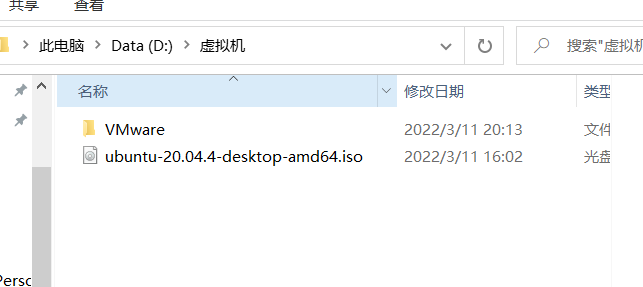 共享 查看
此电脑 Data (D:) 虚拟机 搜索"虚拟机
名称 修改日期 类型
VMware 2022/3/11 20:13 文件
ubuntu-20.04.4-desktop-amd64.iso 2022/3/11 16:02 光盘
Perso